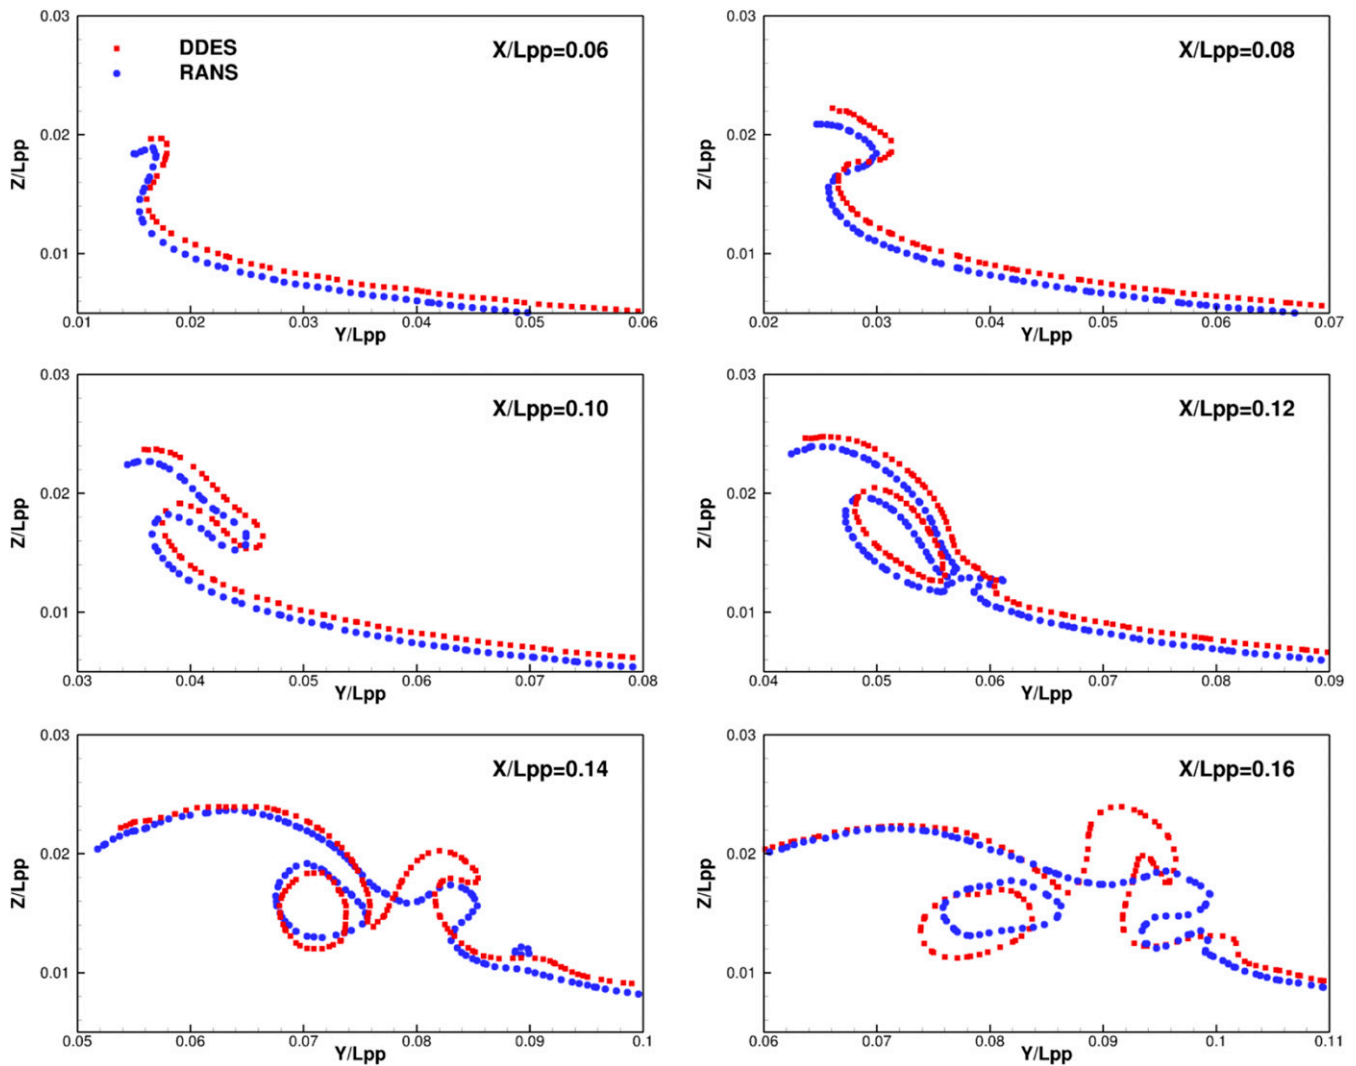 0.03
0.02
0.01
Z/Lpp
DDES
RANS
X/Lpp=0.06
0.01 0.02 0.03 0.04 0.05 0.06
Y/Lpp
0.03
0.02
0.01
Z/Lpp
X/Lpp=0.08
0.02 0.03 0.04 0.05 0.06 0.07
Y/Lpp
0.03
0.02
0.01
Z/Lpp
X/Lpp=0.10
0.03 0.04 0.05 0.06 0.07 0.08
Y/Lpp
0.03
0.02
0.01
Z/Lpp
X/Lpp=0.12
0.04 0.05 0.06 0.07 0.08 0.09
Y/Lpp
0.03
0.02
0.01
Z/Lpp
X/Lpp=0.14
0.05 0.06 0.07 0.08 0.09 0.1
Y/Lpp
0.03
0.02
0.01
Z/Lpp
X/Lpp=0.16
0.06 0.07 0.08 0.09 0.1 0.11
Y/Lpp